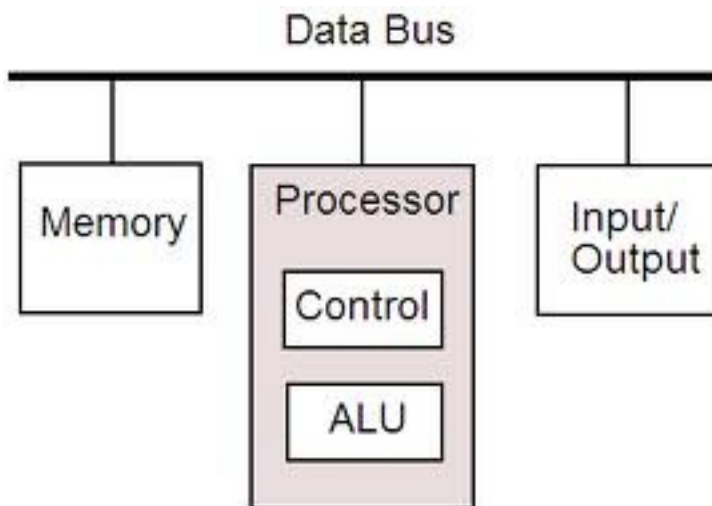 Data Bus
Memory
Processor
Control
ALU
Input/
Output